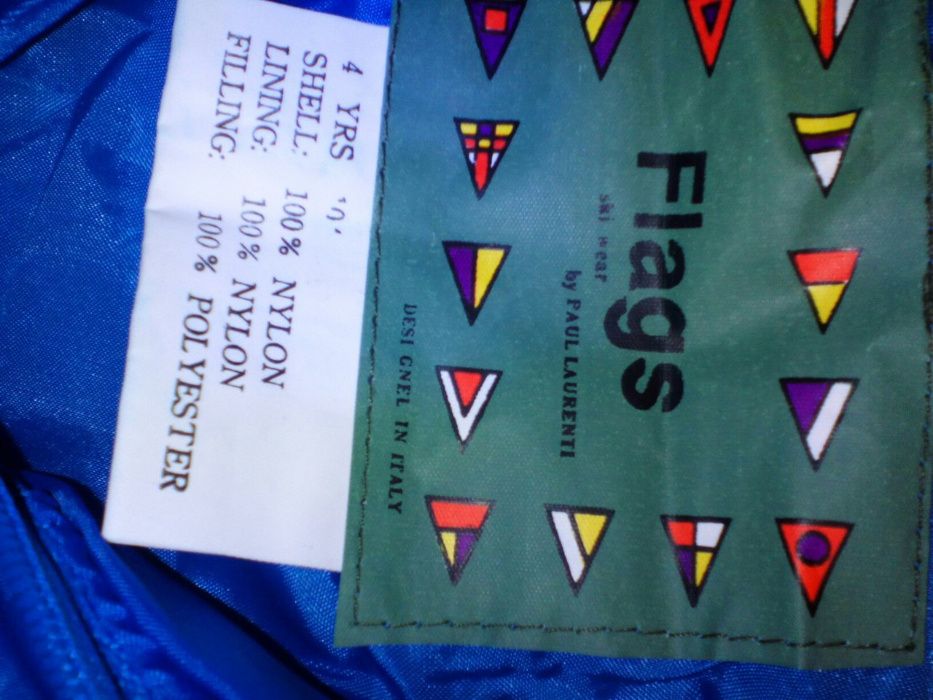 Flags
ski wear
by PAUL LAURENTI
DESI GNEL IN ITALY
4 YRS
SHELL: 100% NYLON
LINING: 100% NYLON
FILLING: 100% POLYESTER